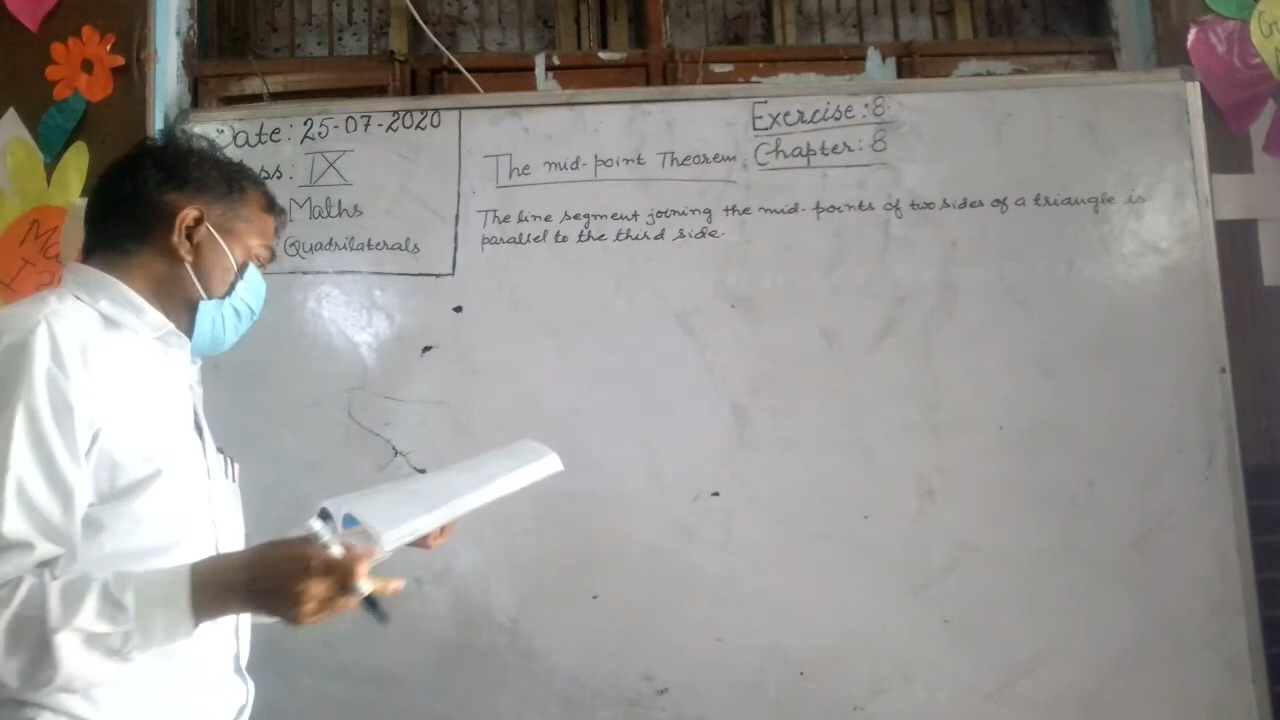 Date: 25-07-2020
ss: IX
Maths
Quadrilaterals
Exercise: 8
Chapter: 8
The mid-point Theorem
The line segment joining the mid-points of two sides of a triangle is
parallel to the third side.